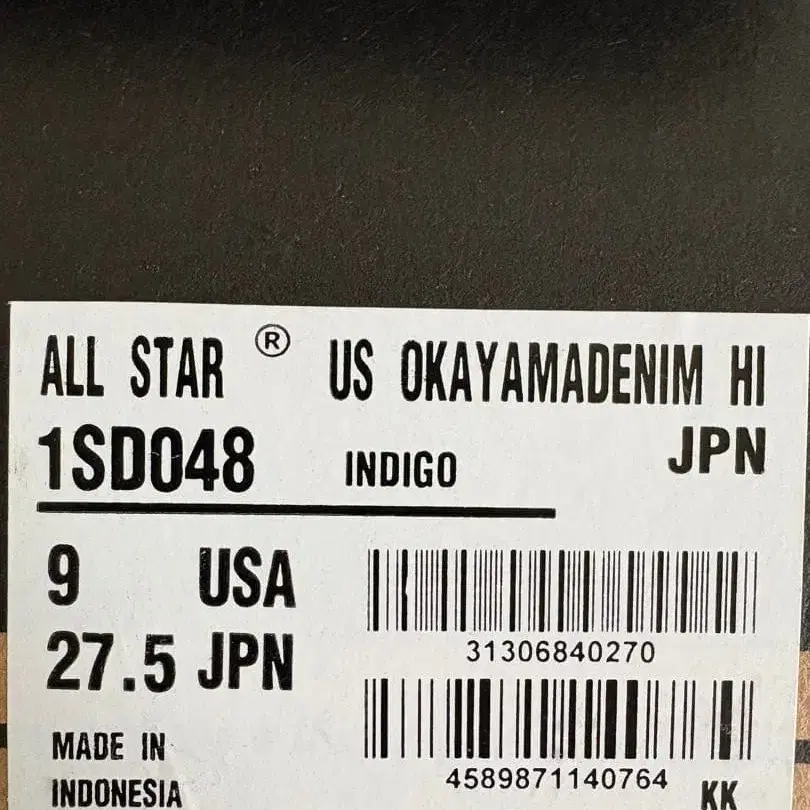 ALL STAR ® US OKAYAMADENIM HI
1SD048 INDIGO JPN
9 USA
27.5 JPN
31306840270
MADE IN
INDONESIA
4589871140764 KK